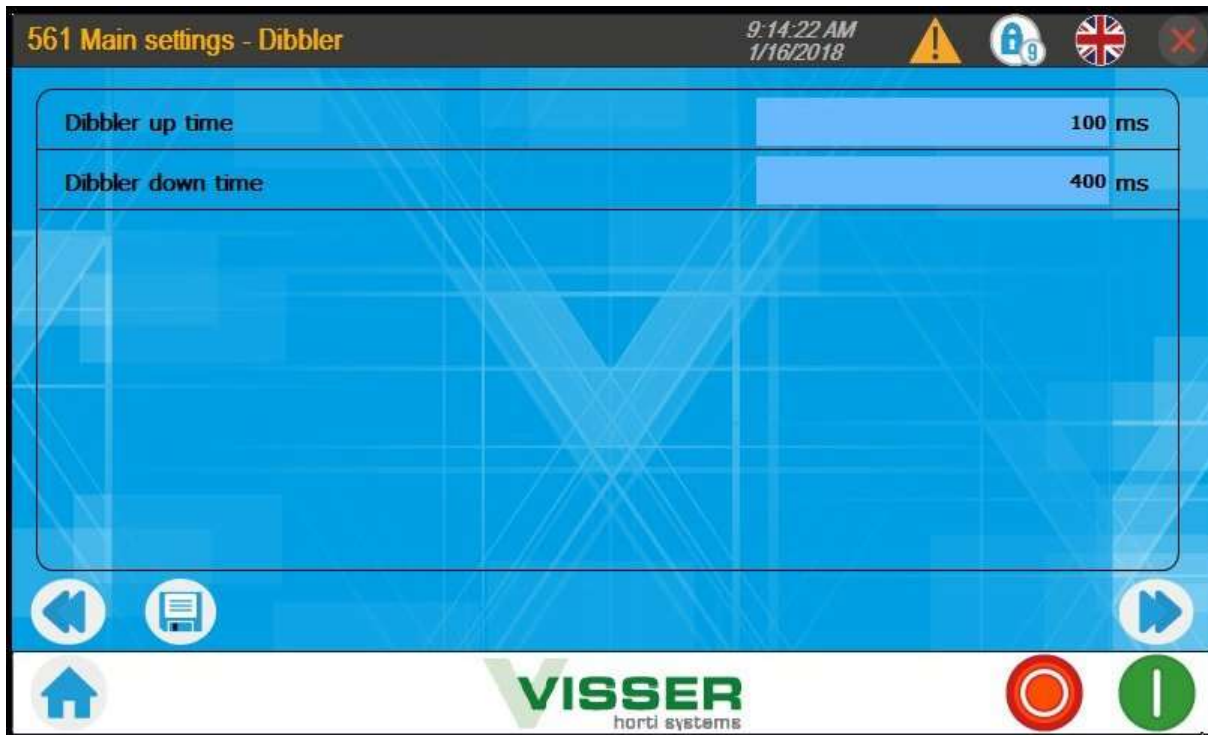 561 Main settings - Dibbler
9:14:22 AM
1/16/2018
9
Dibbler up time 100 ms
Dibbler down time 400 ms
VISSER
horti systems